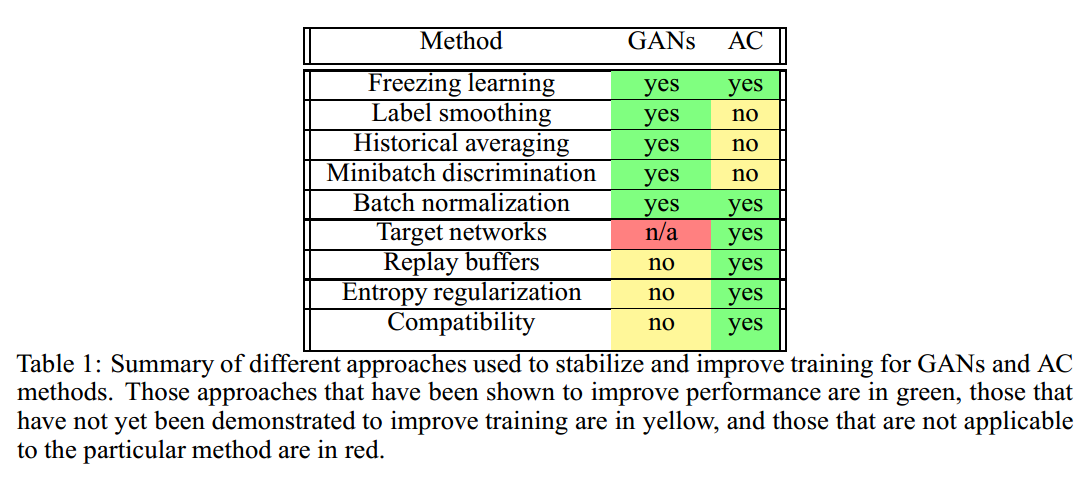 Method GANs AC
Freezing learning yes yes
Label smoothing yes no
Historical averaging yes no
Minibatch discrimination yes no
Batch normalization yes yes
Target networks n/a yes
Replay buffers no yes
Entropy regularization no yes
Compatibility no yes
Table 1: Summary of different approaches used to stabilize and improve training for GANs and AC
methods. Those approaches that have been shown to improve performance are in green, those that
have not yet been demonstrated to improve training are in yellow, and those that are not applicable
to the particular method are in red.